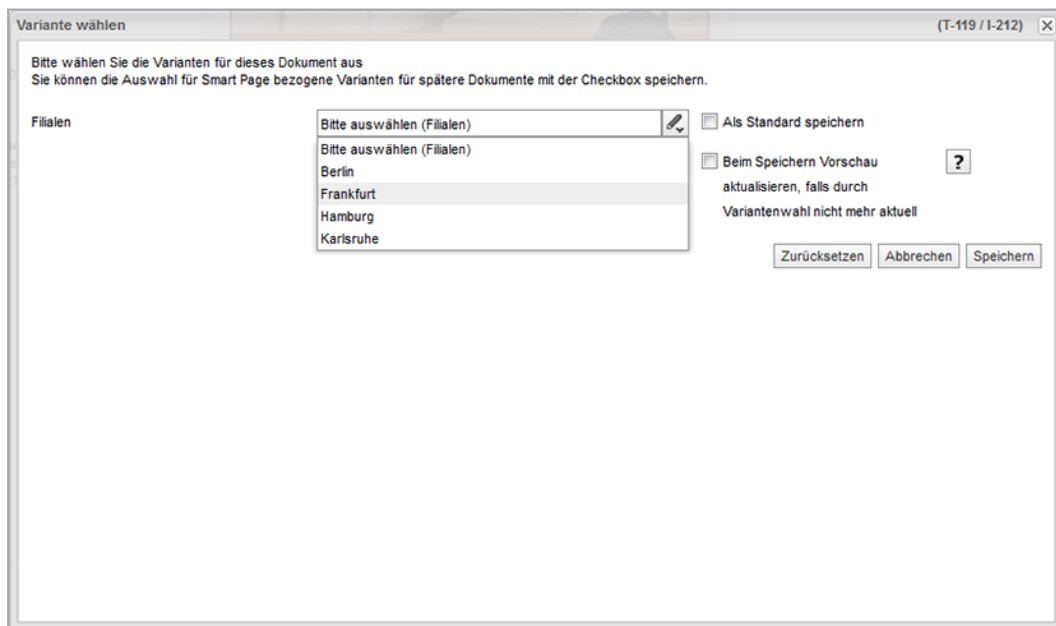 Variante wählen (T-119 / I-212)
Bitte wählen Sie die Varianten für dieses Dokument aus
Sie können die Auswahl für Smart Page bezogene Varianten für spätere Dokumente mit der Checkbox speichern.
Filialen Bitte auswählen (Filialen) Als Standard speichern
Bitte auswählen (Filialen)
Berlin
Frankfurt
Hamburg
Karlsruhe
Beim Speichern Vorschau ?
aktualisieren, falls durch
Variantenwahl nicht mehr aktuell
Zurücksetzen Abbrechen Speichern